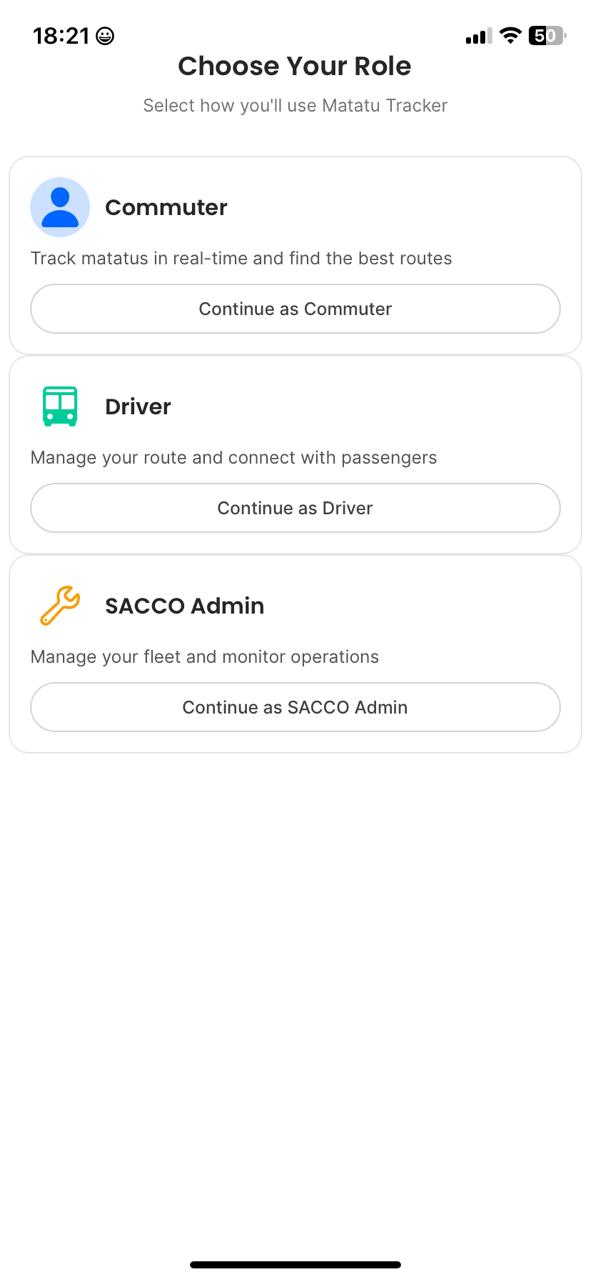 18:21
50
Choose Your Role
Select how you'll use Matatu Tracker
Commuter
Track matatus in real-time and find the best routes
Continue as Commuter
Driver
Manage your route and connect with passengers
Continue as Driver
SACCO Admin
Manage your fleet and monitor operations
Continue as SACCO Admin